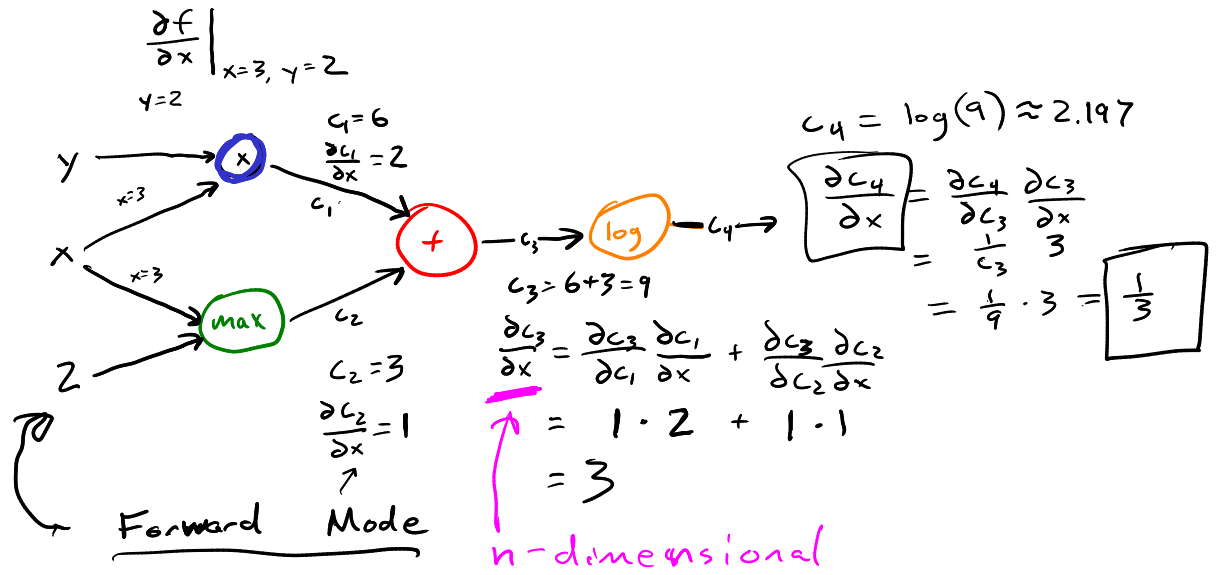 ∂f/∂x | x=3, y=2
y=2
y
x
c₁=6
∂c₁/∂x = 2
x=3
c₁
x
x=3
+
c₃
log
c₄
c₄ = log(9) ≈ 2.197
∂c₄/∂x = ∂c₄/∂c₃ ∂c₃/∂x
= 1/c₃ 3
= 1/9 · 3 = 1/3
max
c₂
2
c₃ = 6+3 = 9
∂c₃/∂x = ∂c₃/∂c₁ ∂c₁/∂x + ∂c₃/∂c₂ ∂c₂/∂x
= 1 · 2 + 1 · 1
= 3
c₂ = 3
∂c₂/∂x = 1
Forward Mode
n-dimensional